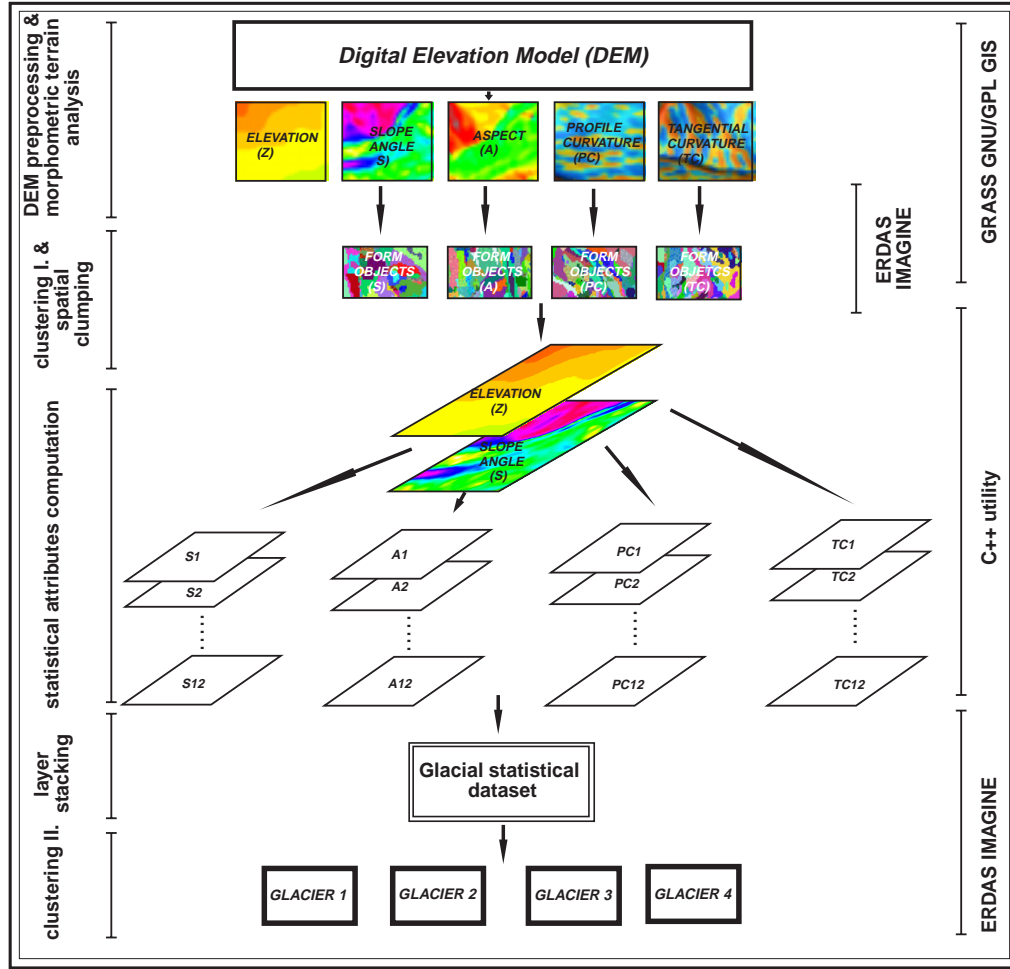 Digital Elevation Model (DEM)
ELEVATION
(Z)
SLOPE
ANGLE
S)
ASPECT
(A)
PROFILE
CURVATURE
(PC)
TANGENTIAL
CURVATURE
(TC)
FORM
OBJECTS
(S)
FORM
OBJECTS
(A)
FORM
OBJECTS
(PC)
FORM
OBJETCS
(TC)
ELEVATION
(Z)
SLOPE
ANGLE
(S)
S1
S2
S12
A1
A2
A12
PC1
PC2
PC12
TC1
TC2
TC12
Glacial statistical
dataset
GLACIER 1
GLACIER 2
GLACIER 3
GLACIER 4
DEM preprocessing &
morphometric terrain
analysis
clustering I. &
spatial
clumping
statistical attributes computation
layer
stacking
clustering II.
GRASS GNU/GPL GIS
ERDAS
IMAGINE
C++ utility
ERDAS IMAGINE